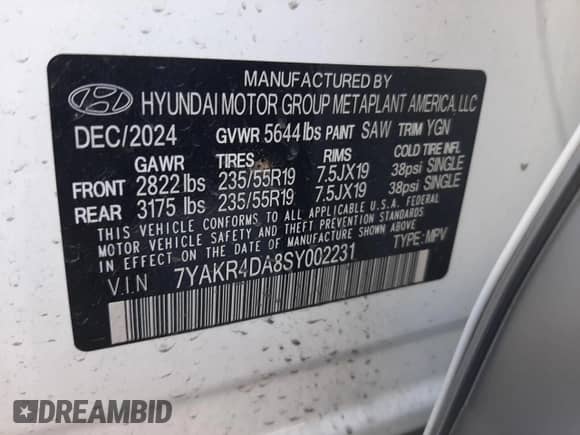 MANUFACTURED BY
HYUNDAI MOTOR GROUP METAPLANT AMERICA, LLC
DEC/2024 GVWR 5644 lbs PAINT SAW TRIM YGN
GAWR TIRES RIMS COLD TIRE INFL
FRONT 2822 lbs 235/55R19 7.5JX19 38psi SINGLE
REAR 3175 lbs 235/55R19 7.5JX19 38psi SINGLE
THIS VEHICLE CONFORMS TO ALL APPLICABLE U.S.A. FEDERAL
MOTOR VEHICLE SAFETY AND THEFT PREVENTION STANDARDS
IN EFFECT ON THE DATE OF MANUFACTURE SHOWN ABOVE.
V.I.N 7YAKR4DA8SY002231 TYPE: MPV
DREAMBID